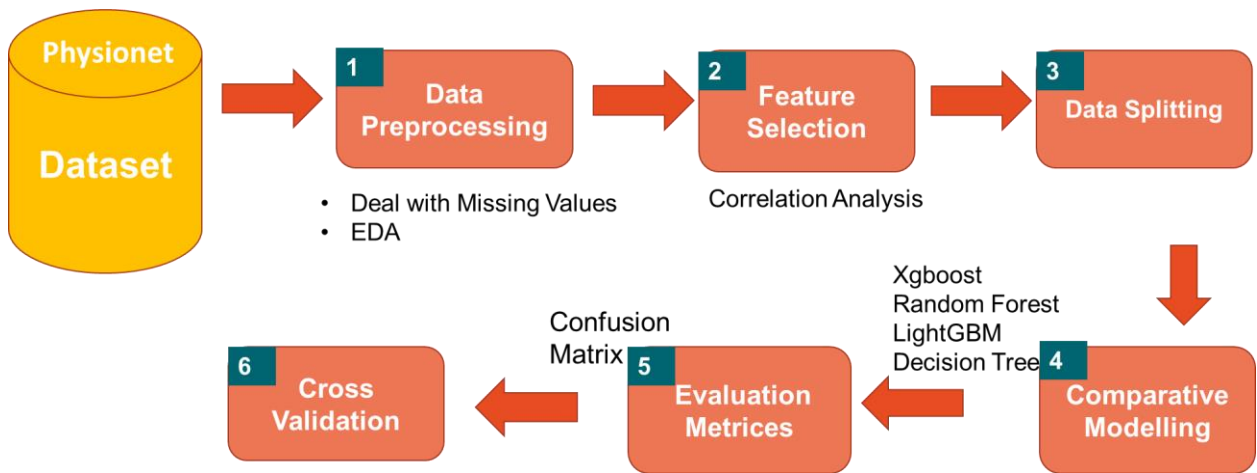 Physionet
Dataset
1
Data
Preprocessing
• Deal with Missing Values
• EDA
2
Feature
Selection
Correlation Analysis
3
Data Splitting
Xgboost
Random Forest
LightGBM
Decision Tree
4
Comparative
Modelling
Confusion
Matrix
5
Evaluation
Metrices
6
Cross
Validation